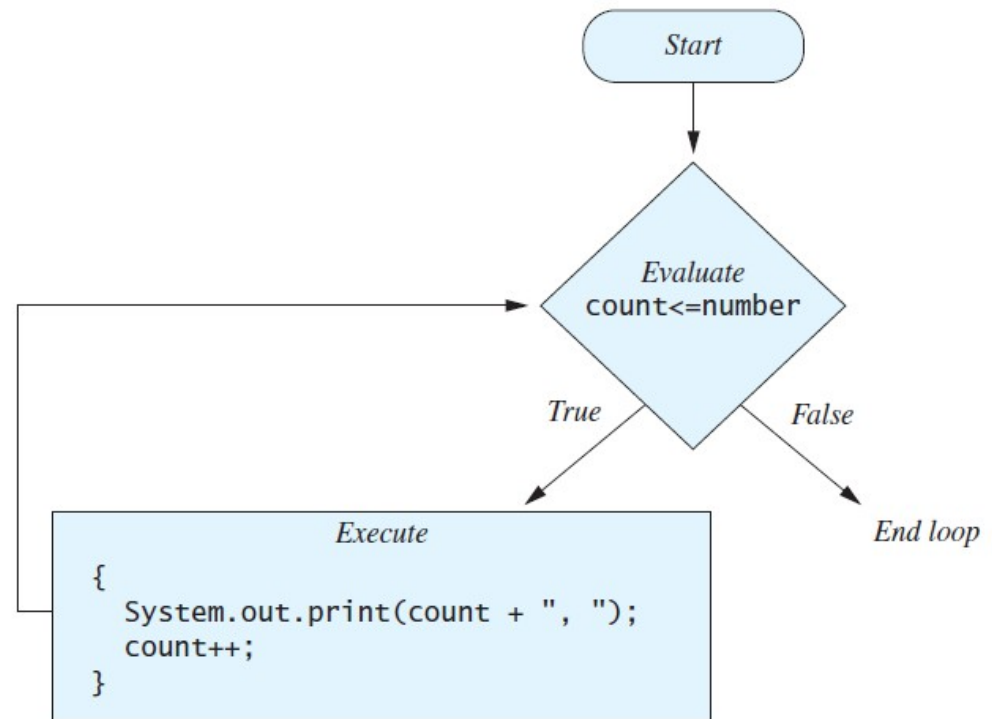 Start
Evaluate
count<=number
True
False
Execute
End loop
{
System.out.print(count + ", ");
count++;
}